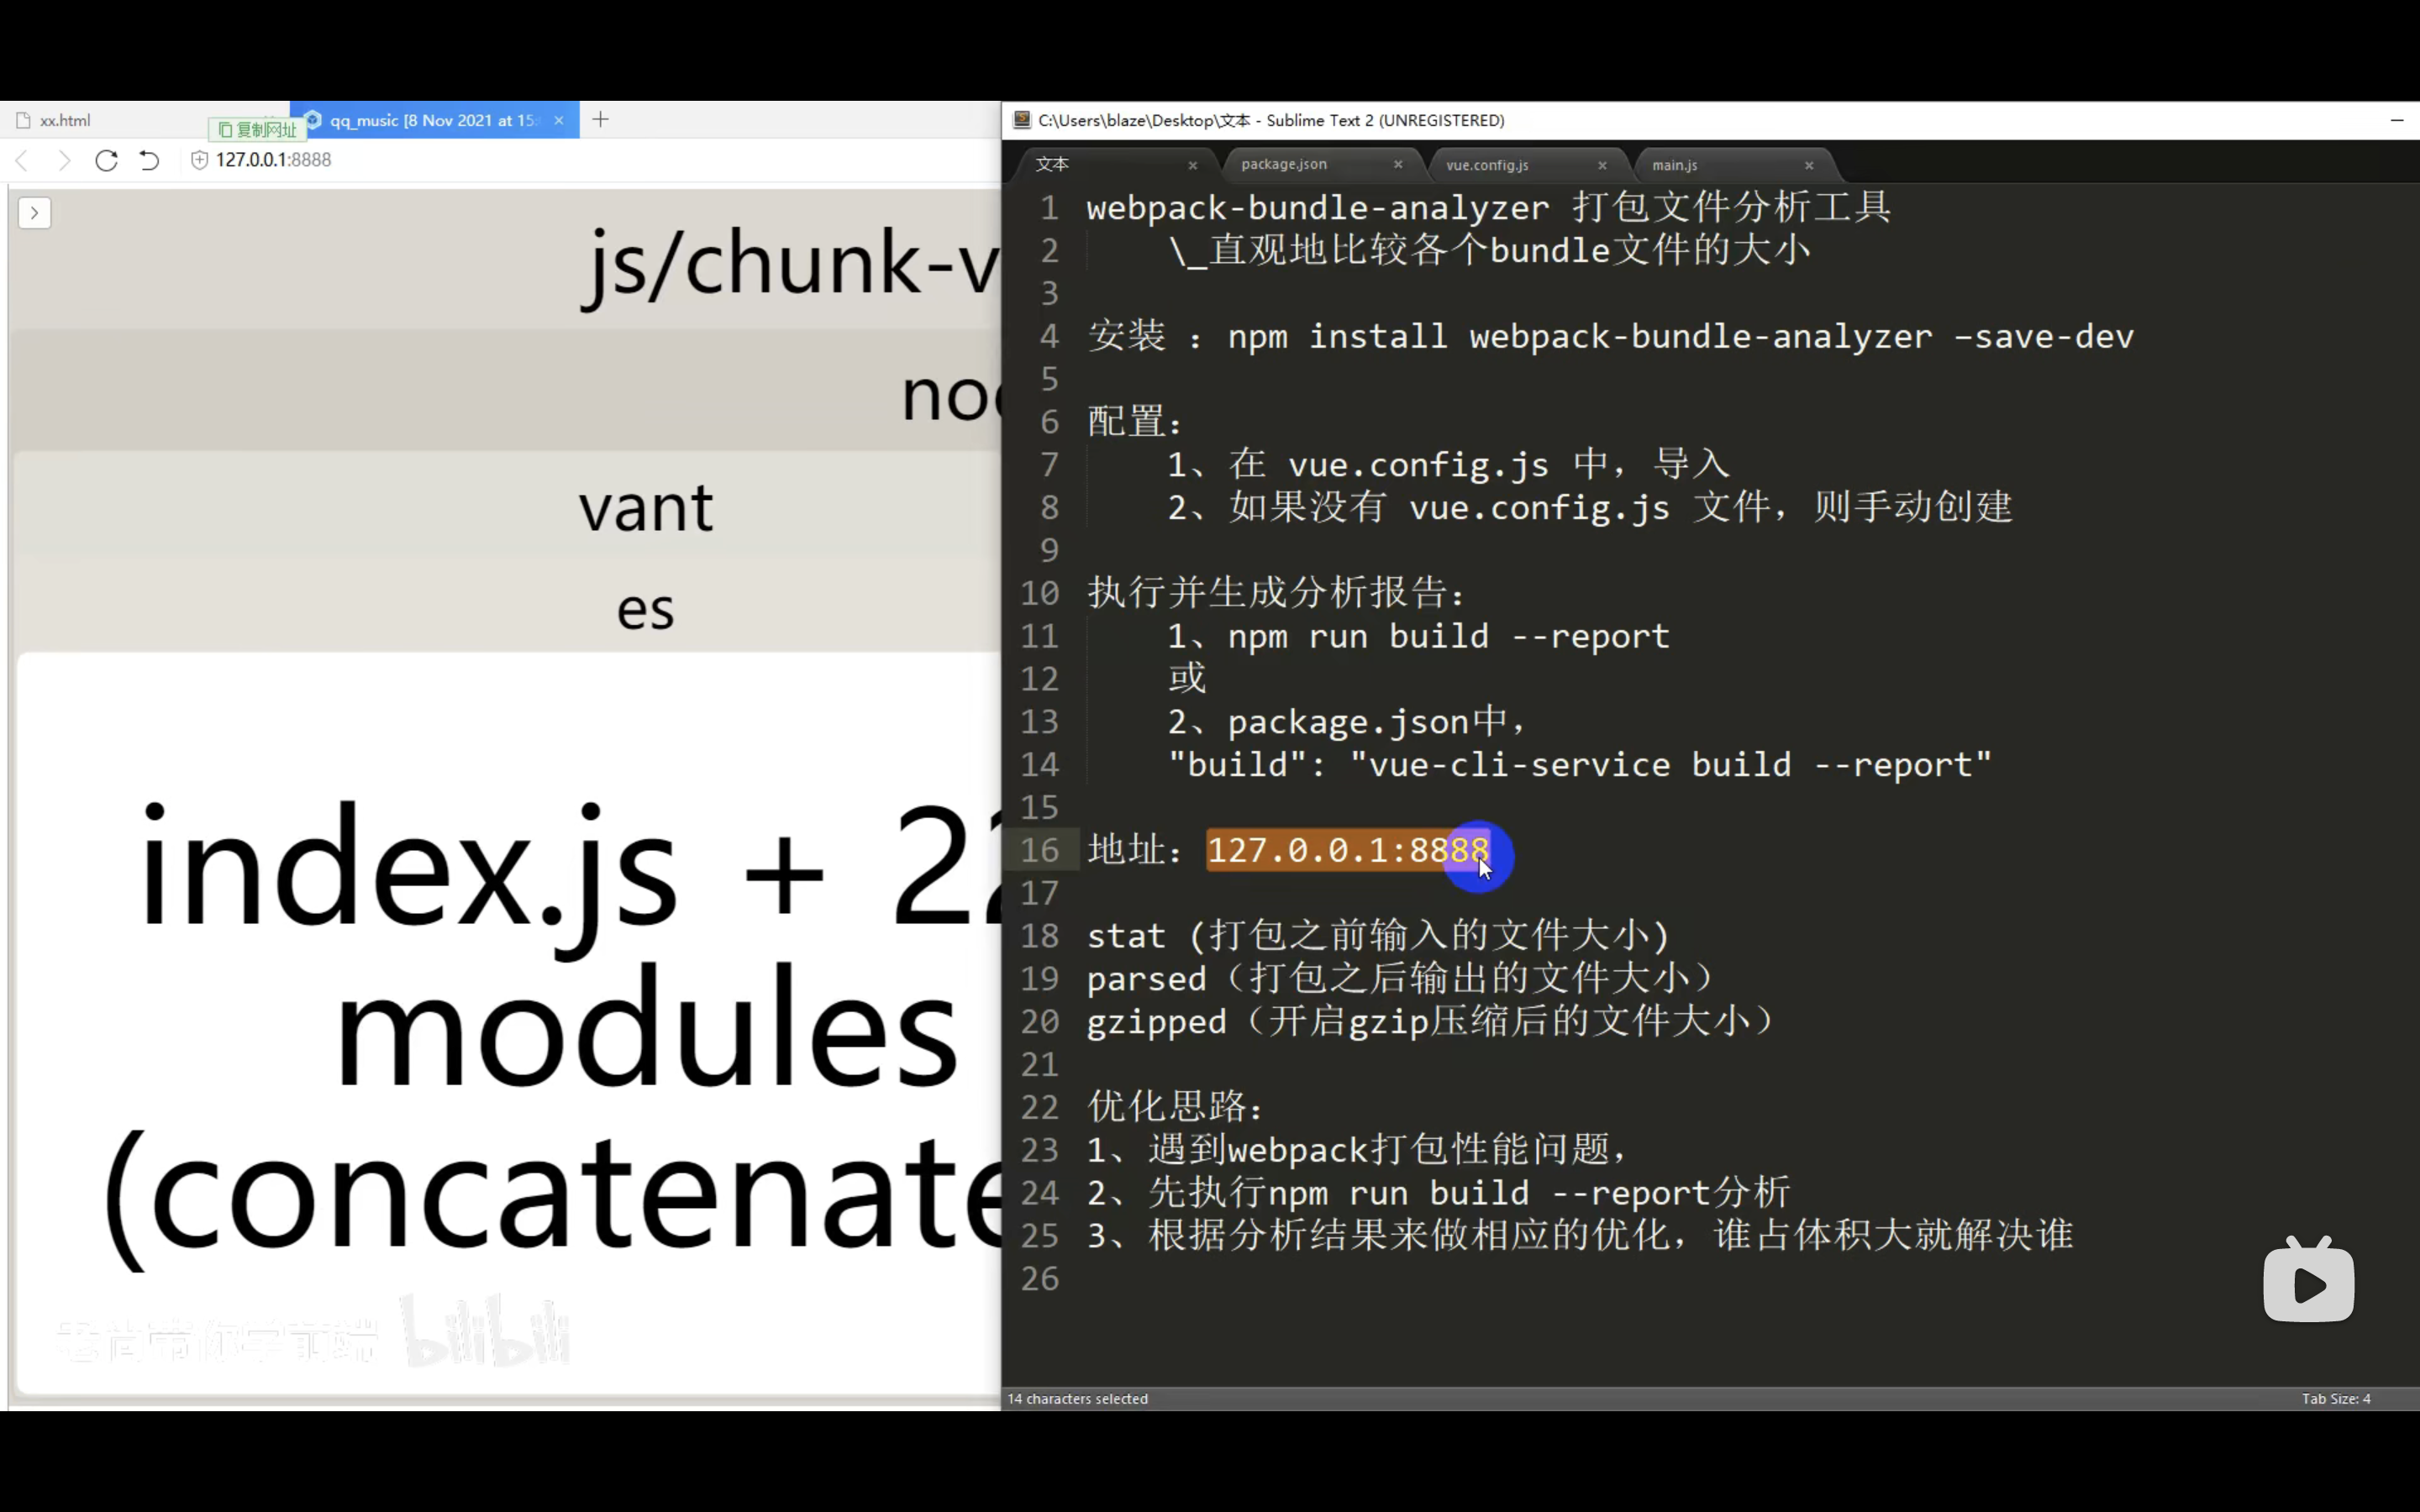 xx.html
复制网址
qq_music [8 Nov 2021 at 15:
127.0.0.1:8888
js/chunk-v
vant
es
index.js + 22
modules
(concatenate
老尚带你学前端
bilibili
C:\Users\blaze\Desktop\文本 - Sublime Text 2 (UNREGISTERED)
文本
package.json
vue.config.js
main.js
1 webpack-bundle-analyzer 打包文件分析工具
2 \_直观地比较各个bundle文件的大小
3
4 安装 : npm install webpack-bundle-analyzer –save-dev
5
6 配置:
7 1、在 vue.config.js 中，导入
8 2、如果没有 vue.config.js 文件，则手动创建
9
10 执行并生成分析报告:
11 1、npm run build --report
12 或
13 2、package.json中，
14 "build": "vue-cli-service build --report"
15
16 地址: 127.0.0.1:8888
17
18 stat (打包之前输入的文件大小)
19 parsed（打包之后输出的文件大小）
20 gzipped（开启gzip压缩后的文件大小）
21
22 优化思路:
23 1、遇到webpack打包性能问题，
24 2、先执行npm run build --report分析
25 3、根据分析结果来做相应的优化，谁占体积大就解决谁
26
14 characters selected
Tab Size: 4